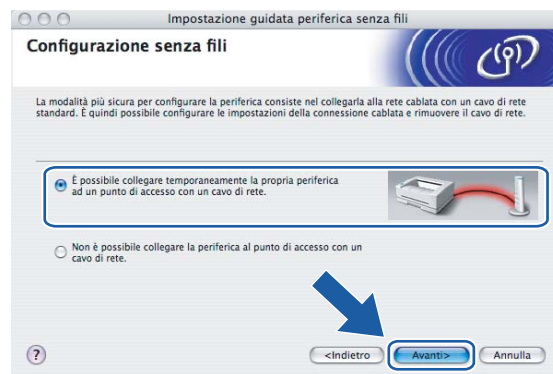 Impostazione guidata periferica senza fili
Configurazione senza fili
La modalità più sicura per configurare la periferica consiste nel collegarla alla rete cablata con un cavo di rete
standard. È quindi possibile configurare le impostazioni della connessione cablata e rimuovere il cavo di rete.
È possibile collegare temporaneamente la propria periferica
ad un punto di accesso con un cavo di rete.
Non è possibile collegare la periferica al punto di accesso con un
cavo di rete.
?
<Indietro
Avanti>
Annulla